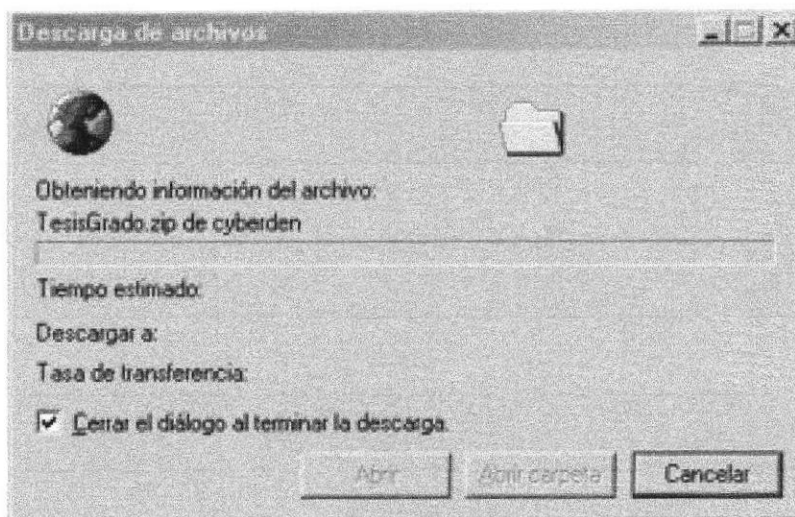 Descarga de archivos
Obteniendo información del archivo:
TesisGrado.zip de cyberden
Tiempo estimado:
Descargar a:
Tasa de transferencia:
Cerrar el diálogo al terminar la descarga.
Abrir Abrir carpeta Cancelar